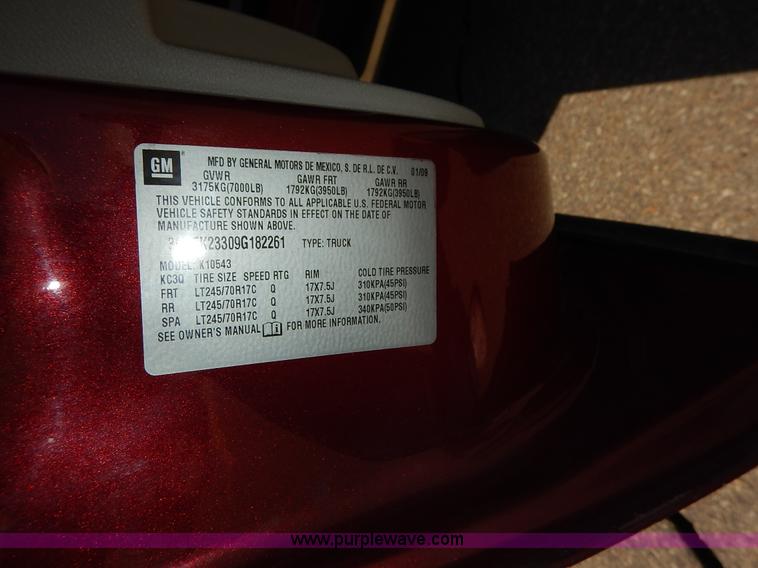 GM
MFD BY GENERAL MOTORS DE MEXICO, S. DE R.L. DE C.V. 01/09
GVWR GAWR FRT GAWR RR
3175KG(7000LB) 1792KG(3950LB) 1792KG(3950LB)
THIS VEHICLE CONFORMS TO ALL APPLICABLE U.S. FEDERAL MOTOR
VEHICLE SAFETY STANDARDS IN EFFECT ON THE DATE OF
MANUFACTURE SHOWN ABOVE.
K23309G182261 TYPE: TRUCK
MODEL: K10543
KC3Q TIRE SIZE SPEED RTG RIM COLD TIRE PRESSURE
FRT LT245/70R17C Q 17X7.5J 310KPA(45PSI)
RR LT245/70R17C Q 17X7.5J 310KPA(45PSI)
SPA LT245/70R17C Q 17X7.5J 340KPA(50PSI)
SEE OWNER'S MANUAL FOR MORE INFORMATION.
www.purplewave.com